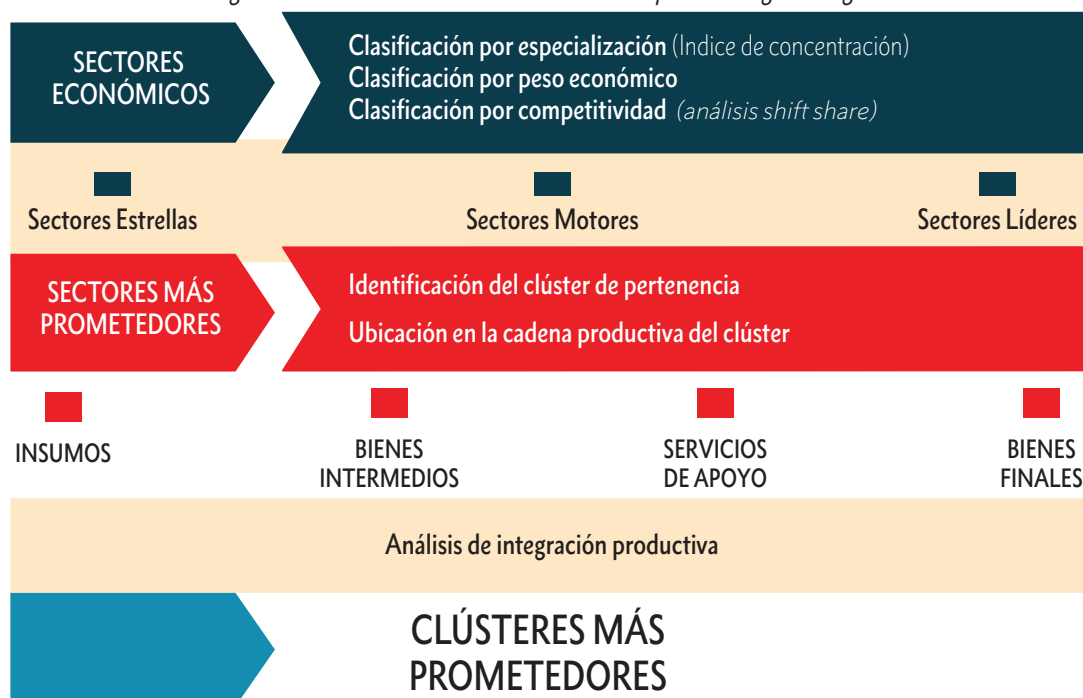 SECTORES
ECONÓMICOS
Clasificación por especialización (Indice de concentración)
Clasificación por peso económico
Clasificación por competitividad (análisis shift share)
Sectores Estrellas
Sectores Motores
Sectores Líderes
SECTORES MÁS
PROMETEDORES
Identificación del clúster de pertenencia
Ubicación en la cadena productiva del clúster
INSUMOS
BIENES
INTERMEDIOS
SERVICIOS
DE APOYO
BIENES
FINALES
Análisis de integración productiva
CLÚSTERES MÁS
PROMETEDORES